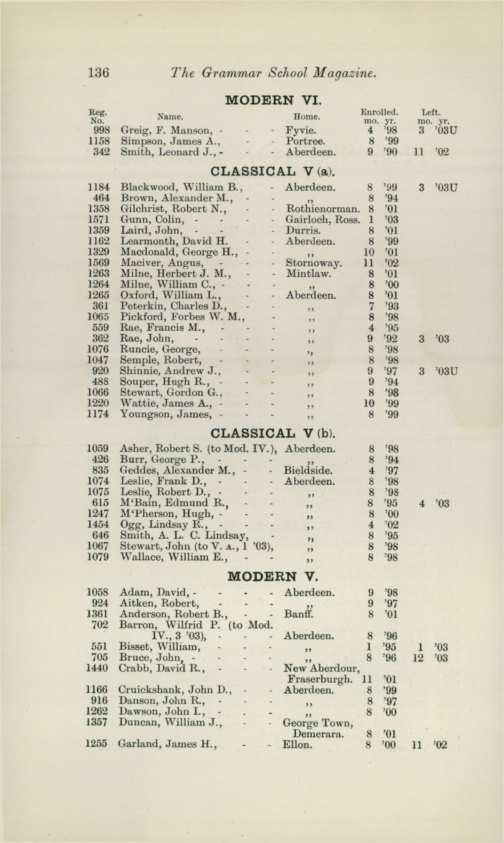 136 The Grammar School Magazine.
MODERN VI.
Reg. Enrolled. Left.
No. Name. Home. mo. yr. mo. yr.
998 Greig, F. Manson, - - - Fyvie. 4 '98 3 '03U
1158 Simpson, James A., - - Portree. 8 '99
342 Smith, Leonard J., - - - Aberdeen. 9 '90 11 '02
CLASSICAL V (a).
1184 Blackwood, William B., - Aberdeen. 8 '99 3 '03U
464 Brown, Alexander M., - - ,, 8 '94
1358 Gilchrist, Robert N., - - Rothienorman. 8 '01
1571 Gunn, Colin, - - - Gairloch, Ross. 1 '03
1359 Laird, John, - - - Durris. 8 '01
1162 Learmonth, David H. - - Aberdeen. 8 '99
1329 Macdonald, George H., - - ,, 10 '01
1569 Maciver, Angus, - - - Stornoway. 11 '02
1263 Milne, Herbert J. M., - - Mintlaw. 8 '01
1264 Milne, William C., - - - ,, 8 '00
1265 Oxford, William L., - - Aberdeen. 8 '01
361 Peterkin, Charles D., - - ,, 7 '93
1065 Pickford, Forbes W. M., - ,, 8 '98
559 Rae, Francis M., - - - ,, 4 '95
362 Rae, John, - - - - ,, 9 '92 3 '03
1076 Runcie, George, - - - ,, 8 '98
1047 Semple, Robert, - - - ,, 8 '98
920 Shinnie, Andrew J., - - ,, 9 '97 3 '03U
488 Souper, Hugh R., - - - ,, 9 '94
1066 Stewart, Gordon G., - - ,, 8 '98
1220 Wattie, James A., - - - ,, 10 '99
1174 Youngson, James, - - - ,, 8 '99
CLASSICAL V (b).
1059 Asher, Robert S. (to Mod. IV.), Aberdeen. 8 '98
426 Burr, George P., - - - ,, 8 '94
835 Geddes, Alexander M., - - Bieldside. 4 '97
1074 Leslie, Frank D., - - - Aberdeen. 8 '98
1075 Leslie, Robert D., - - - ,, 8 '98
615 M'Bain, Edmund R., - - ,, 8 '95 4 '03
1247 M'Pherson, Hugh, - - - ,, 8 '00
1454 Ogg, Lindsay R., - - - ,, 4 '02
646 Smith, A. L. C. Lindsay, - ,, 8 '95
1067 Stewart, John (to V. A., 1 '03), ,, 8 '98
1079 Wallace, William E., - - ,, 8 '98
MODERN V.
1058 Adam, David, - - - - Aberdeen. 9 '98
924 Aitken, Robert, - - - ,, 9 '97
1361 Anderson, Robert B., - - Banff. 8 '01
702 Barron, Wilfrid P. (to Mod.
IV., 3 '03), - - - Aberdeen. 8 '96
551 Bisset, William, - - - ,, 1 '95 1 '03
705 Bruce, John, - - - - ,, 8 '96 12 '03
1440 Crabb, David R., - - - New Aberdour,
Fraserburgh. 11 '01
1166 Cruickshank, John D., - - Aberdeen. 8 '99
916 Danson, John R., - - - ,, 8 '97
1262 Dawson, John I., - - - ,, 8 '00
1357 Duncan, William J., - - George Town,
Demerara. 8 '01
1255 Garland, James H., - - Ellon. 8 '00 11 '02